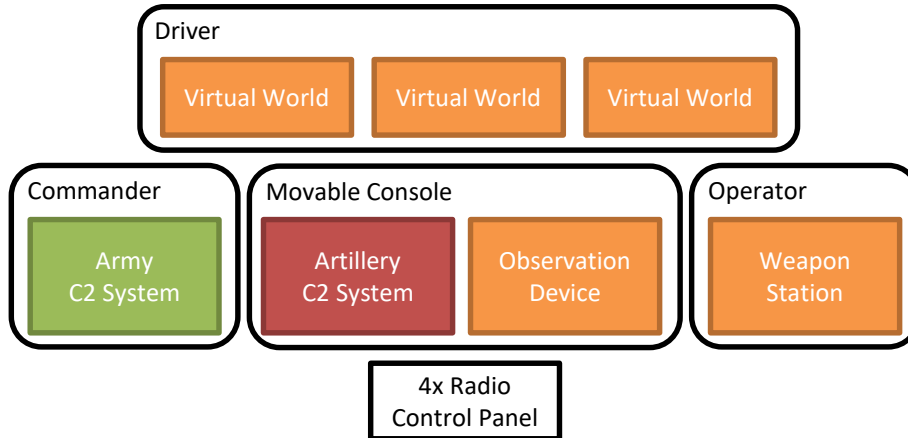 Driver
Virtual World
Virtual World
Virtual World
Commander
Army
C2 System
Movable Console
Artillery
C2 System
Observation
Device
Operator
Weapon
Station
4x Radio
Control Panel